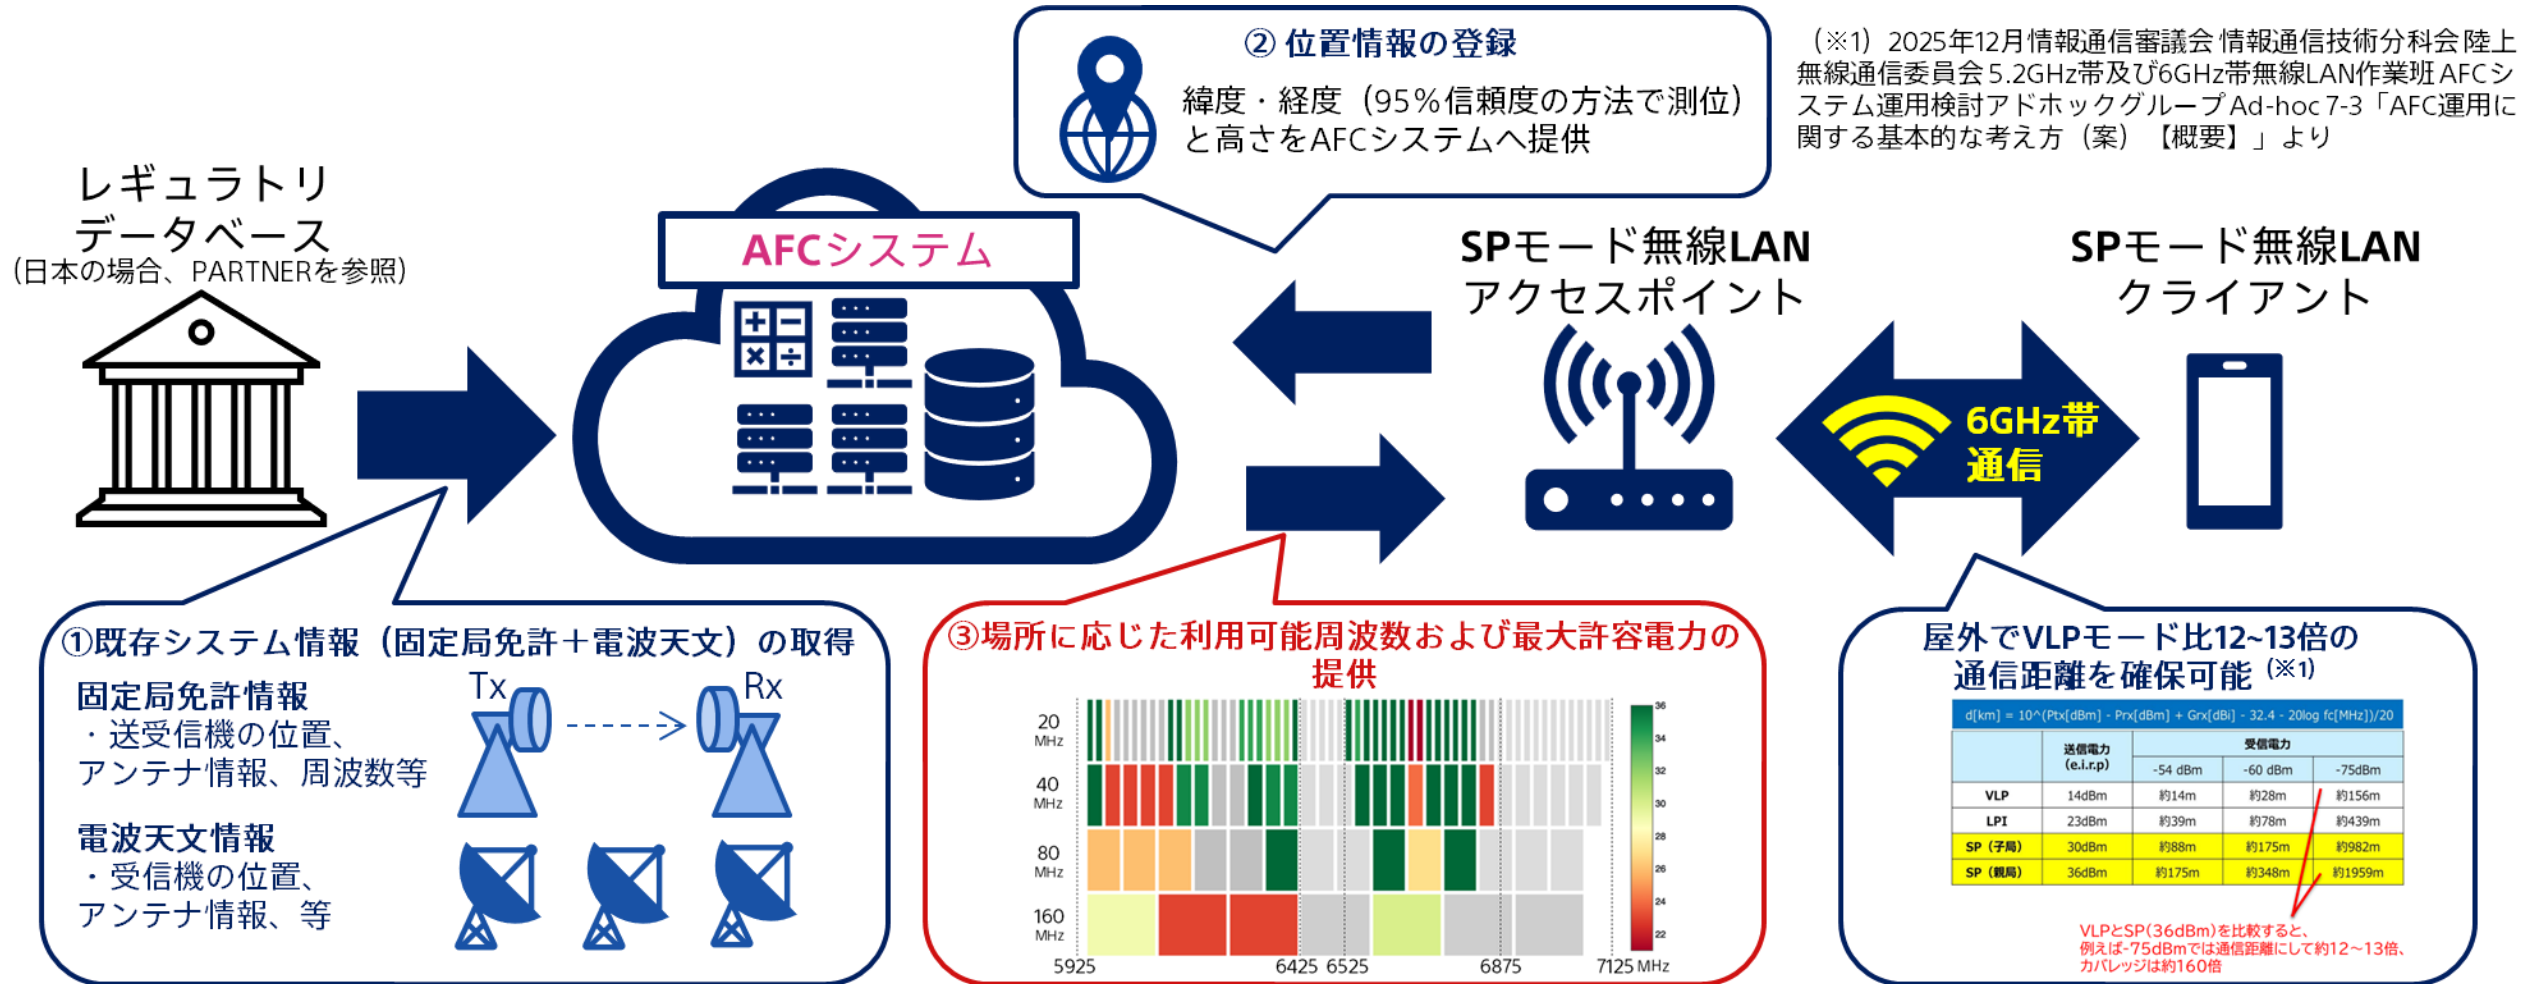 レギュラトリ
データベース
(日本の場合、PARTNERを参照)
AFCシステム
② 位置情報の登録
緯度・経度（95%信頼度の方法で測位）
と高さをAFCシステムへ提供
（※1）2025年12月情報通信審議会 情報通信技術分科会 陸上
無線通信委員会 5.2GHz帯及び6GHz帯無線LAN作業班 AFCシ
ステム運用検討アドホックグループ Ad-hoc 7-3「AFC運用に
関する基本的な考え方（案）【概要】」より
SPモード無線LAN
アクセスポイント
SPモード無線LAN
クライアント
6GHz帯
通信
①既存システム情報（固定局免許＋電波天文）の取得
固定局免許情報
・送受信機の位置、
アンテナ情報、周波数等
Tx
Rx
電波天文情報
・受信機の位置、
アンテナ情報、等
③場所に応じた利用可能周波数および最大許容電力の
提供
20
MHz
40
MHz
80
MHz
160
MHz
5925
6425
6525
6875
7125 MHz
36
34
32
30
28
26
24
22
屋外でVLPモード比12~13倍の
通信距離を確保可能 (※1)
d[km] = 10^(Ptx[dBm] - Prx[dBm] + Grx[dBi] - 32.4 - 20log fc[MHz])/20
送信電力
(e.i.r.p)
受信電力
-54 dBm
-60 dBm
-75dBm
VLP 14dBm 約14m 約28m 約156m
LPI 23dBm 約39m 約78m 約439m
SP（子局） 30dBm 約88m 約175m 約982m
SP（親局） 36dBm 約175m 約348m 約1959m
VLPとSP(36dBm)を比較すると、
例えば-75dBmでは通信距離にして約12～13倍、
カバレッジは約160倍